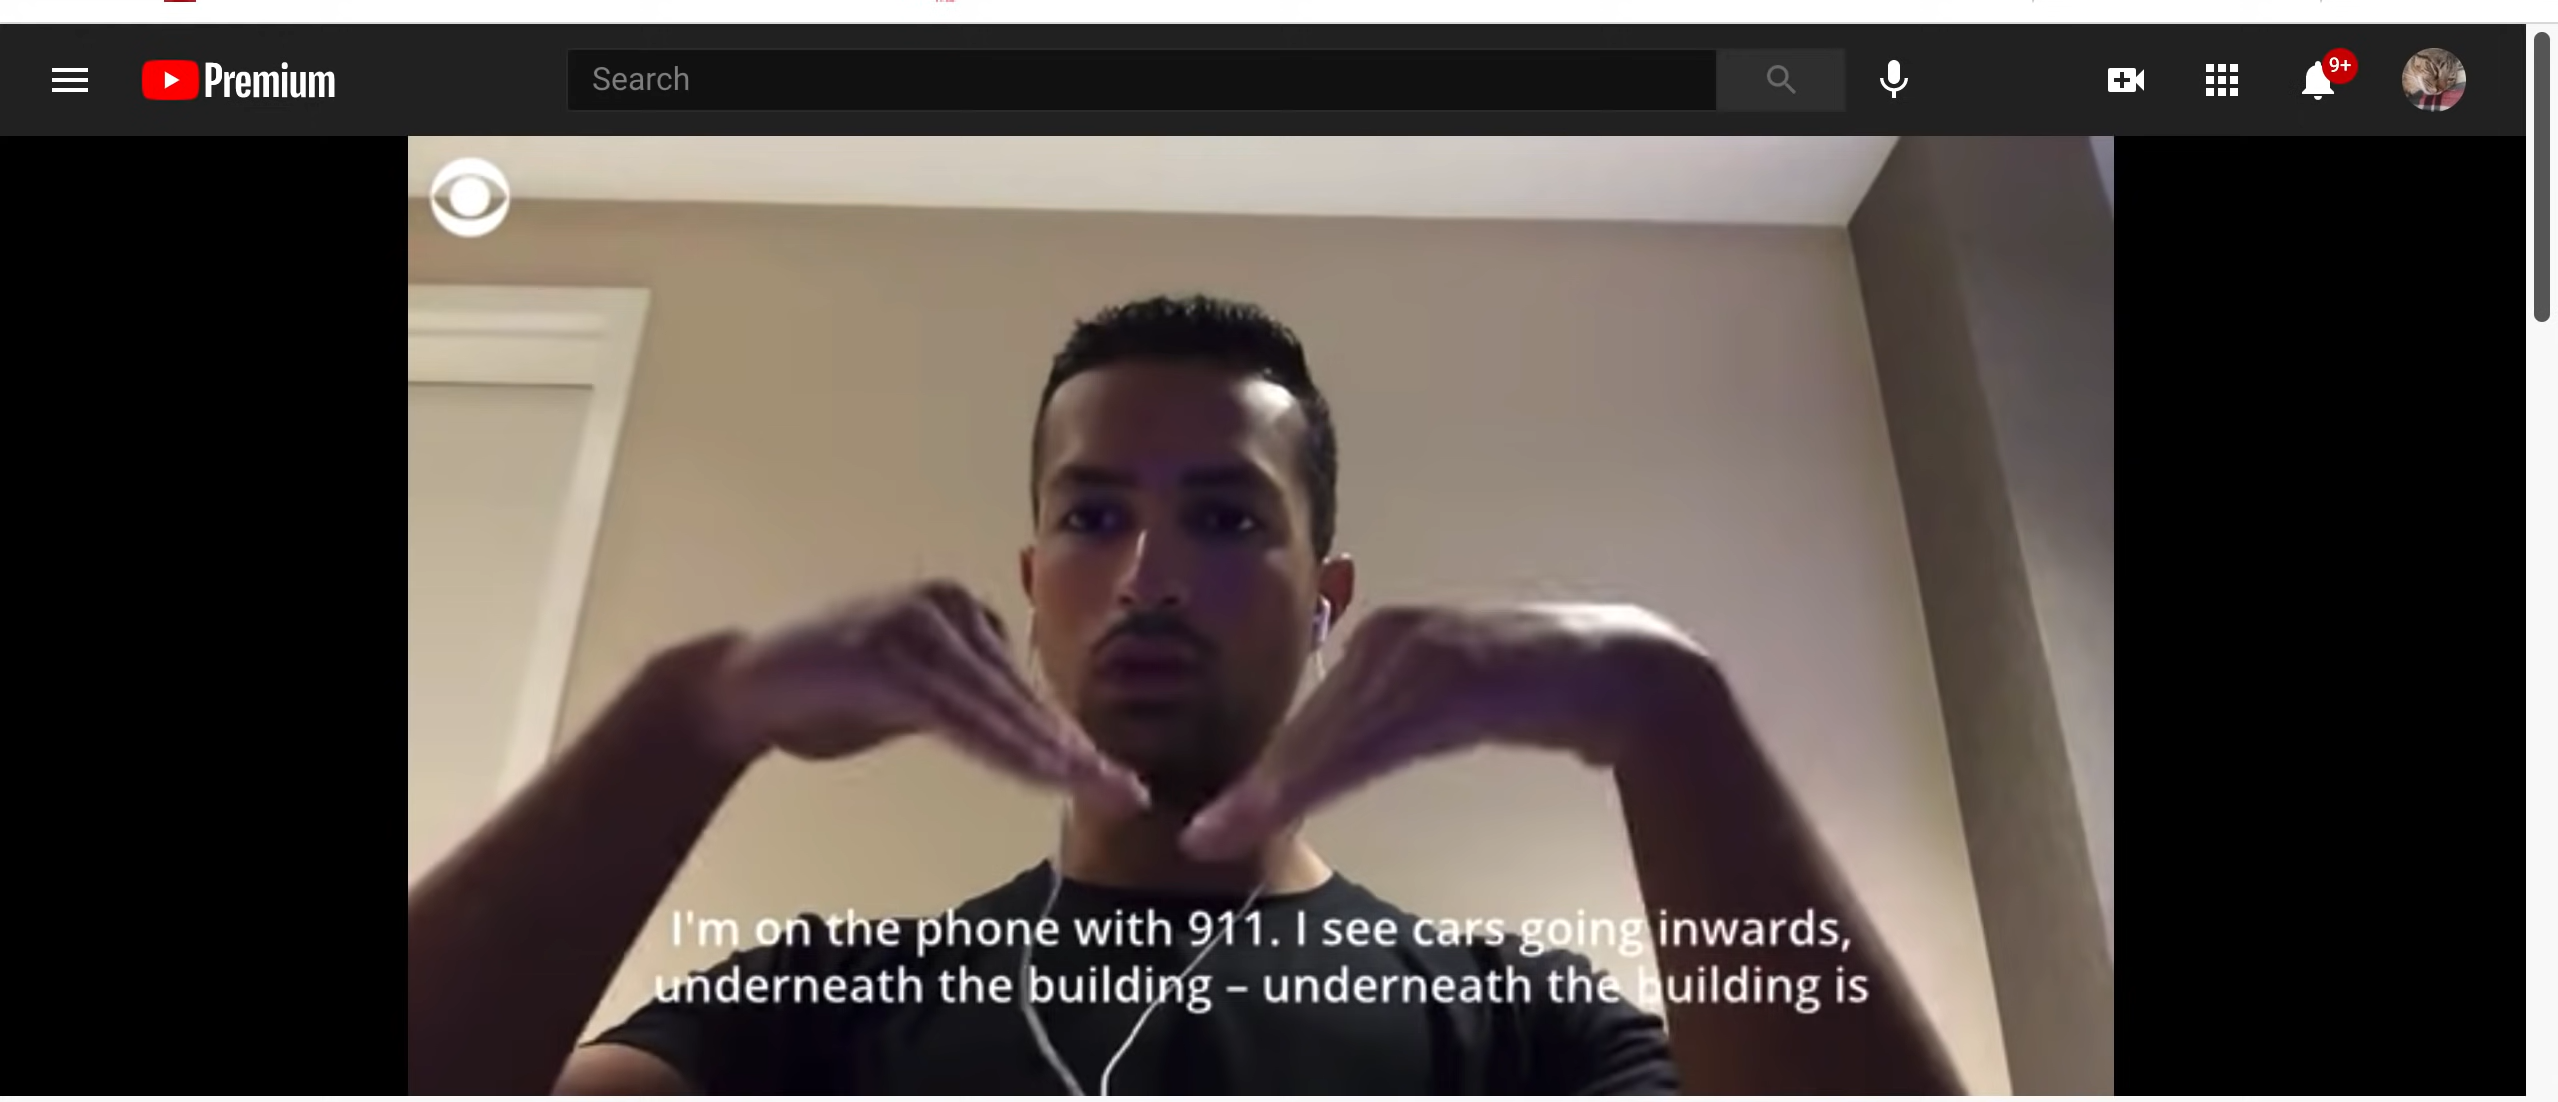 Premium
Search
9+
I'm on the phone with 911. I see cars going inwards,
underneath the building – underneath the building is